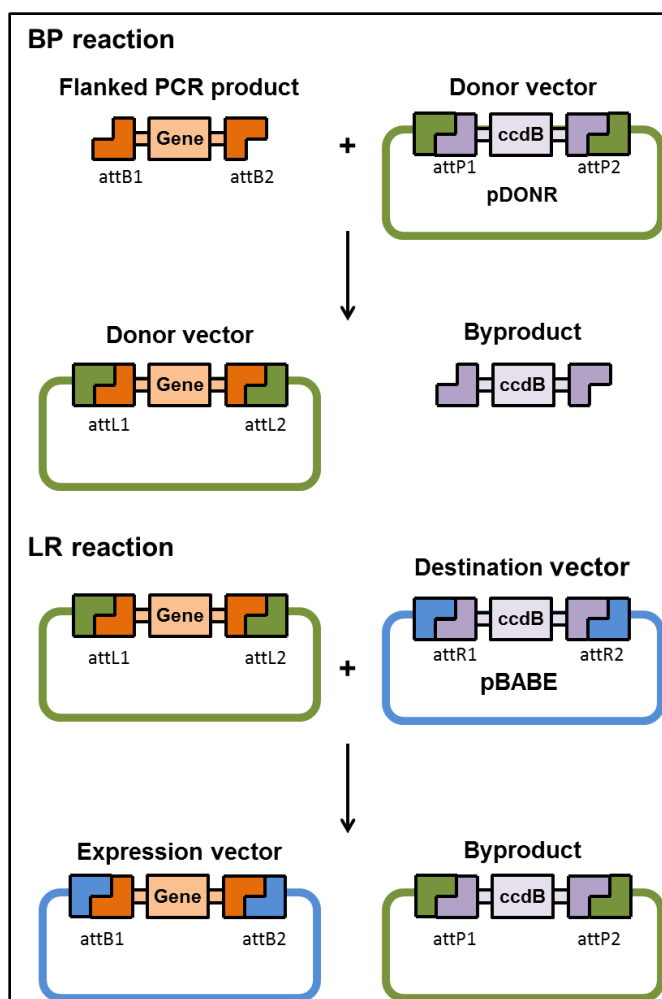 BP reaction
Flanked PCR product
Donor vector
Gene
+
ccdB
attB1
attB2
attP1
attP2
pDONR
Donor vector
Byproduct
Gene
ccdB
attL1
attL2
LR reaction
Destination vector
Gene
ccdB
attL1
attL2
+
attR1
attR2
pBABE
Expression vector
Byproduct
Gene
ccdB
attB1
attB2
attP1
attP2